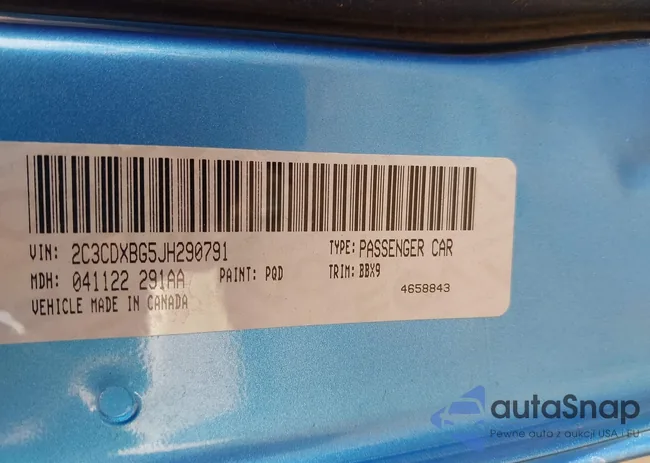 VIN: 2C3CDXBG5JH290791 TYPE: PASSENGER CAR
MDH: 041122 291AA PAINT: PQD TRIM: BBX9
VEHICLE MADE IN CANADA 4658843
autaSnap
Pewne auta z aukcji USA i EU